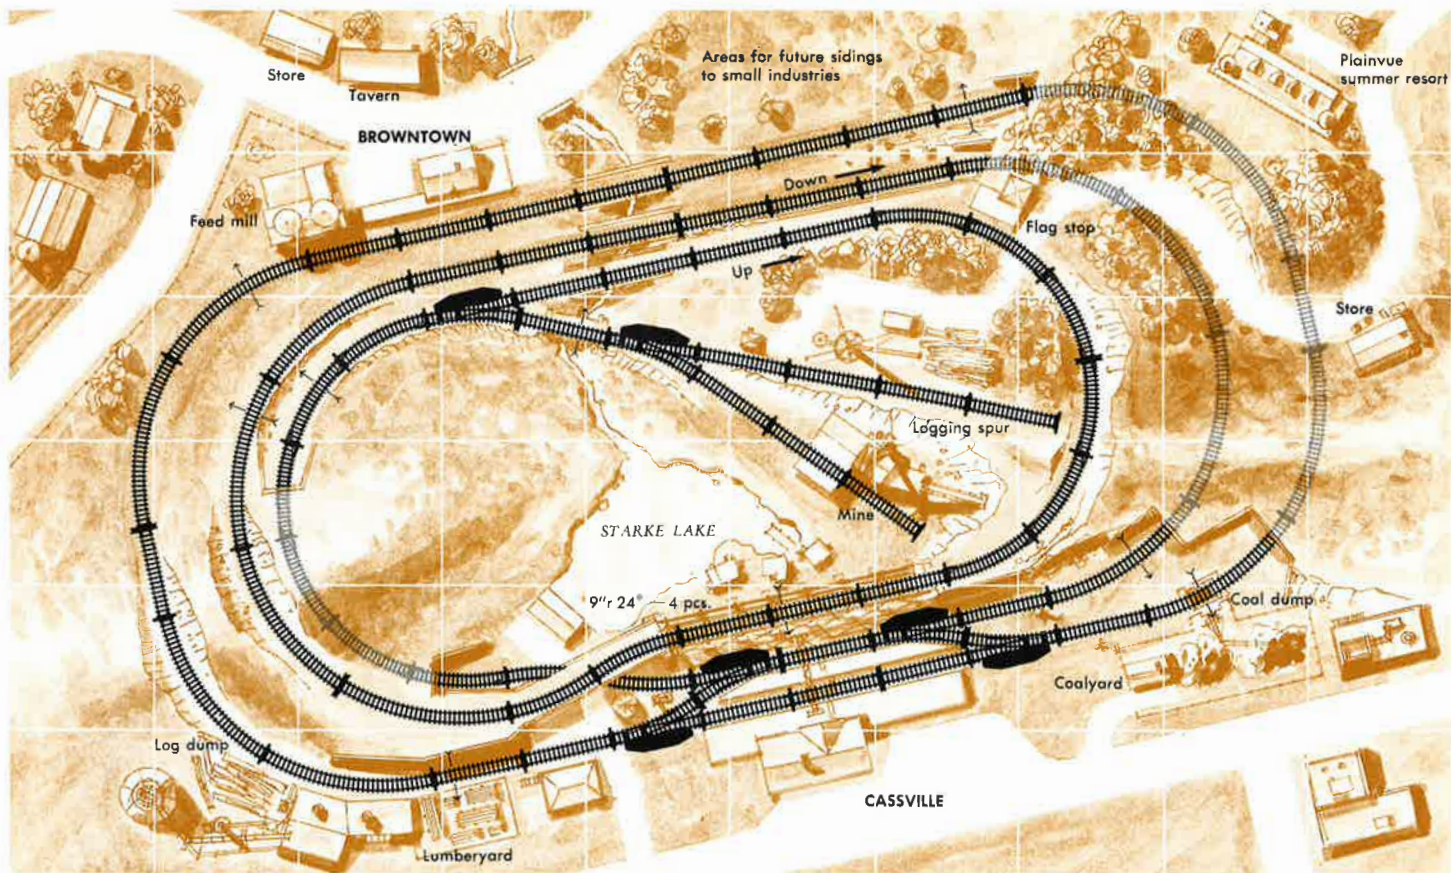 Areas for future sidings
to small industries
Plainvue
summer resort
Store
Tavern
BROWNTOWN
Down
Feed mill
Flag stop
Up
Store
Logging spur
Mine
STARKE LAKE
9"r 24° — 4 pcs.
Coal dump
Coalyard
Log dump
CASSVILLE
Lumberyard